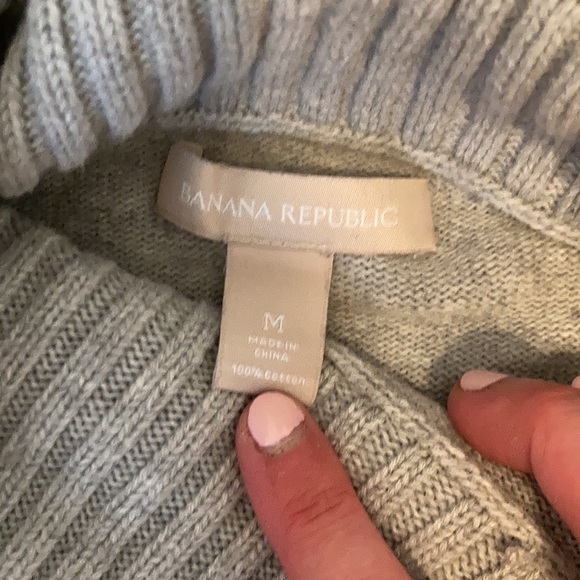 BANANA REPUBLIC
M
MADE IN
CHINA
100% Cotton